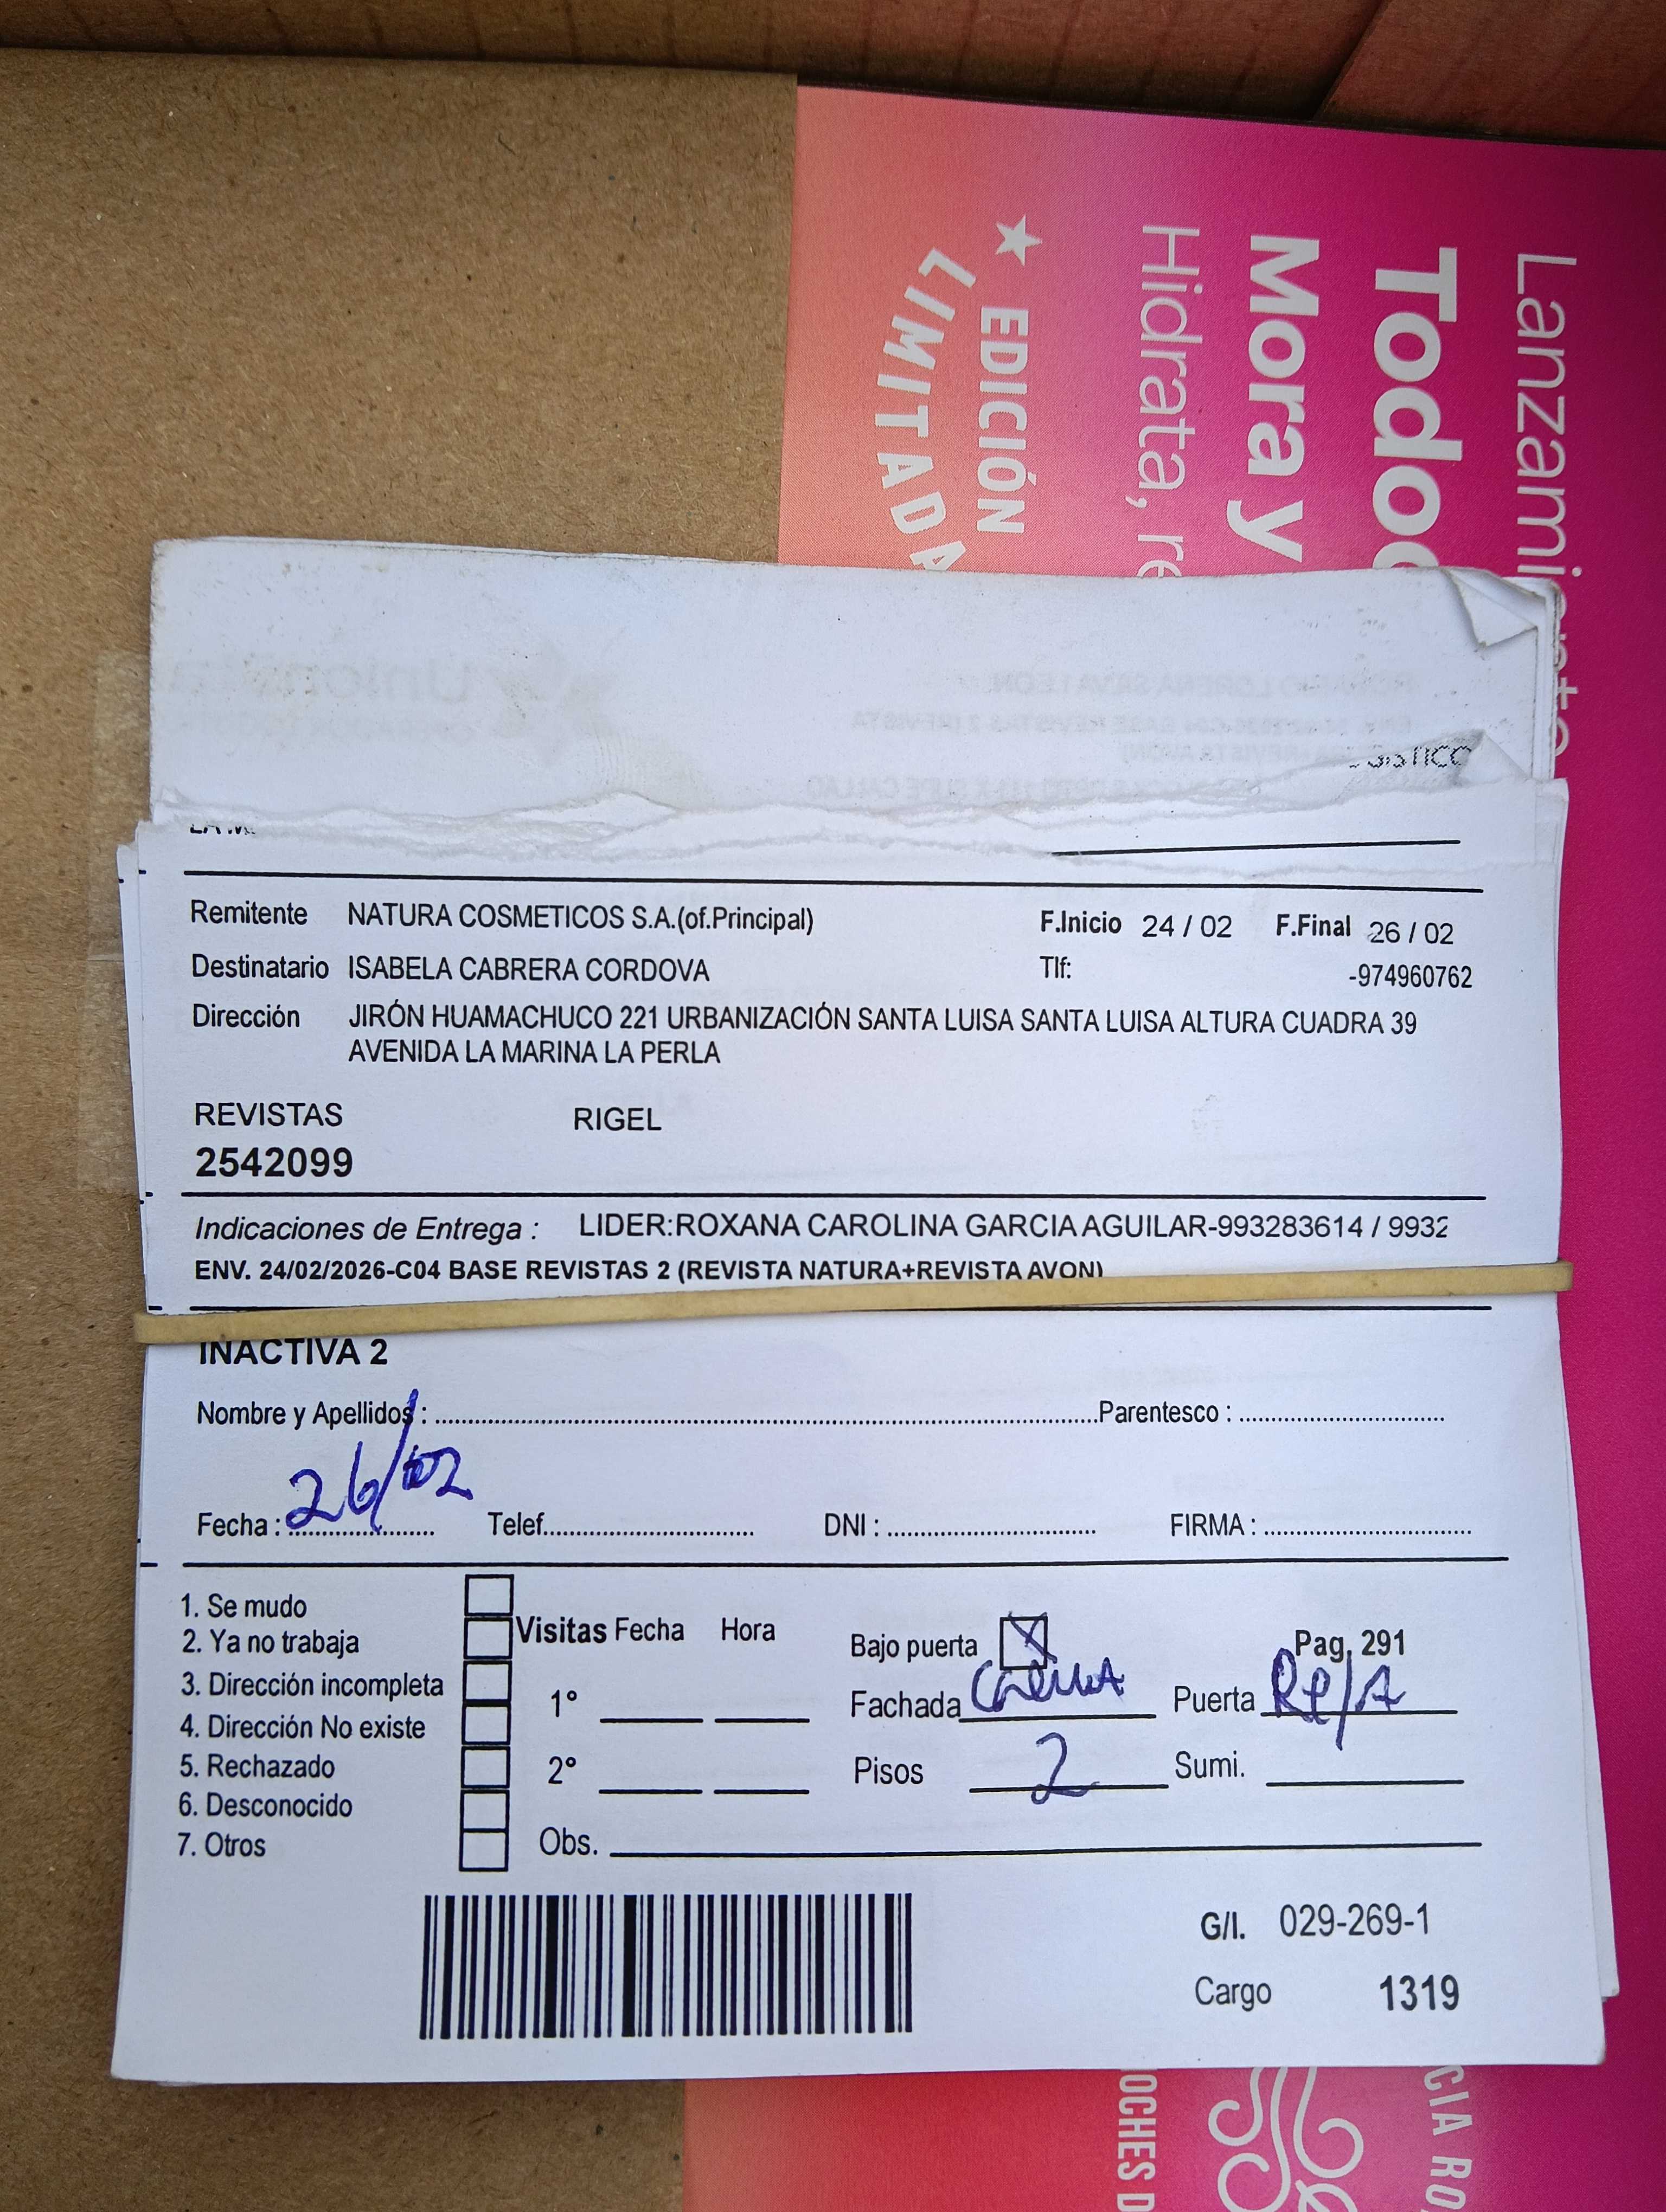 Lanzami
Todo
Mora y
Hidrata, re
EDICIÓN
LIMITADA
Remitente NATURA COSMETICOS S.A.(of.Principal) F.Inicio 24 / 02 F.Final 26 / 02
Destinatario ISABELA CABRERA CORDOVA Tlf: -974960762
Dirección JIRÓN HUAMACHUCO 221 URBANIZACIÓN SANTA LUISA SANTA LUISA ALTURA CUADRA 39
AVENIDA LA MARINA LA PERLA
REVISTAS RIGEL
2542099
Indicaciones de Entrega : LIDER:ROXANA CAROLINA GARCIA AGUILAR-993283614 / 9932
ENV. 24/02/2026-C04 BASE REVISTAS 2 (REVISTA NATURA+REVISTA AVON)
INACTIVA 2
Nombre y Apellidos : Parentesco :
Fecha : 26/02 Telef. DNI : FIRMA :
1. Se mudo
2. Ya no trabaja
3. Dirección incompleta
4. Dirección No existe
5. Rechazado
6. Desconocido
7. Otros
Visitas Fecha Hora
1°
2°
Bajo puerta X Pag. 291
Fachada Crema Puerta Re/A
Pisos 2 Sumi.
Obs.
G/I. 029-269-1
Cargo 1319
OCHES D
CIA RO